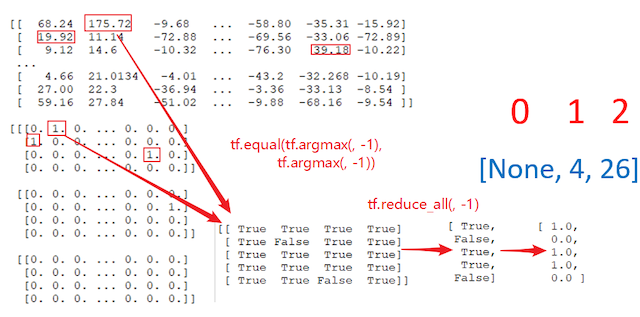 [[ 68.24 175.72 -9.68 ... -58.80 -35.31 -15.92]
[ 19.92 11.14 -72.88 ... -69.56 -33.06 -72.89]
[ 9.12 14.6 -10.32 ... -76.30 39.18 -10.22]
...
[ 4.66 21.0134 -4.01 ... -43.2 -32.268 -10.19]
[ 27.00 22.3 -36.94 ... -3.36 -33.13 -8.54 ]
[ 59.16 27.84 -51.02 ... -9.88 -68.16 -9.54 ]]
0 1 2
[None, 4, 26]
[[[0. 1. 0. ... 0. 0. 0.]
[1. 0. 0. ... 0. 0. 0.]
[0. 0. 0. ... 0. 1. 0.]
[0. 0. 0. ... 0. 0. 0.]]
tf.equal(tf.argmax(, -1),
tf.argmax(, -1))
[[0. 0. 0. ... 0. 0. 0.]
[0. 0. 0. ... 0. 0. 1.]
[0. 0. 0. ... 0. 0. 0.]
[0. 0. 0. ... 0. 0. 0.]]
[[0. 0. 0. ... 0. 0. 0.]
[0. 0. 0. ... 0. 0. 0.]
[0. 0. 0. ... 0. 0. 0.]
[0. 0. 0. ... 0. 0. 0.]]
tf.reduce_all(, -1)
[[ True True True True]
[ True False True True]
[ True True True True]
[ True True True True]
[ True True False True]]
[ True,
False,
True,
True,
False]
[ 1.0,
0.0,
1.0,
1.0,
0.0 ]